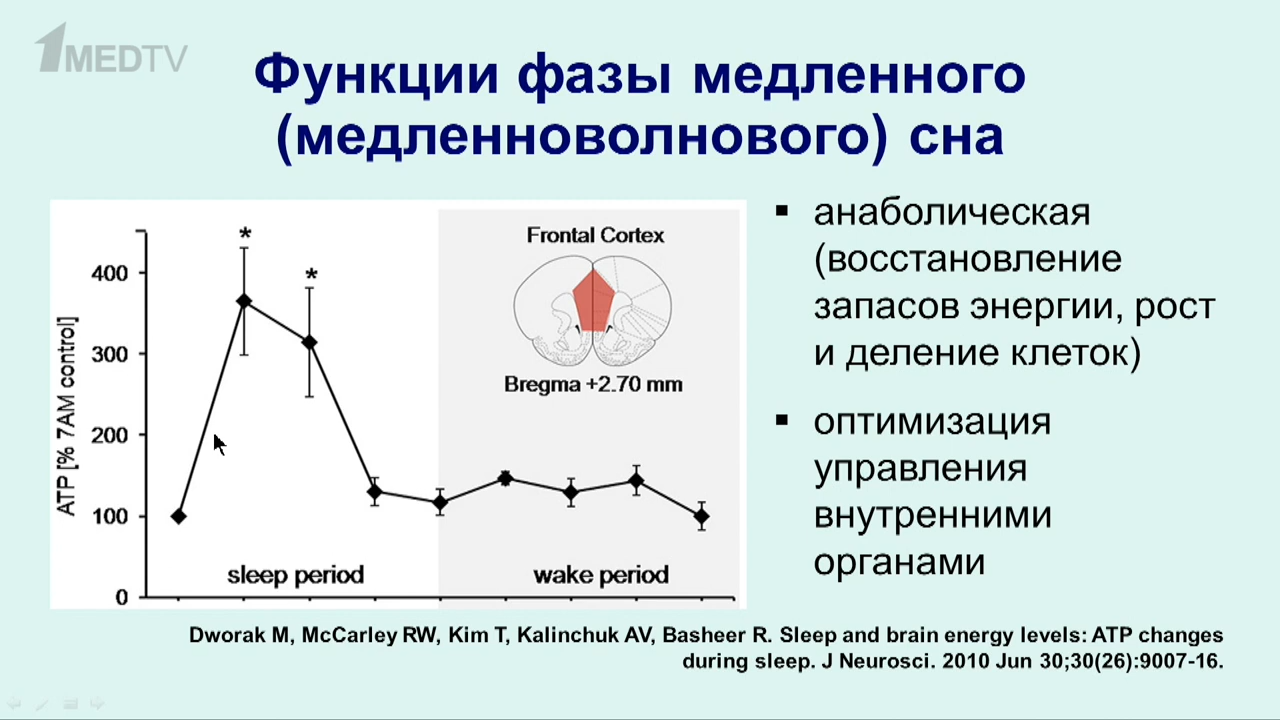 1MEDTV
Функции фазы медленного
(медленноволнового) сна
400
300
200
100
0
ATP [% 7AM control]
*
*
sleep period
Frontal Cortex
Bregma +2.70 mm
wake period
▪ анаболическая
(восстановление
запасов энергии, рост
и деление клеток)
▪ оптимизация
управления
внутренними
органами
Dworak M, McCarley RW, Kim T, Kalinchuk AV, Basheer R. Sleep and brain energy levels: ATP changes
during sleep. J Neurosci. 2010 Jun 30;30(26):9007-16.